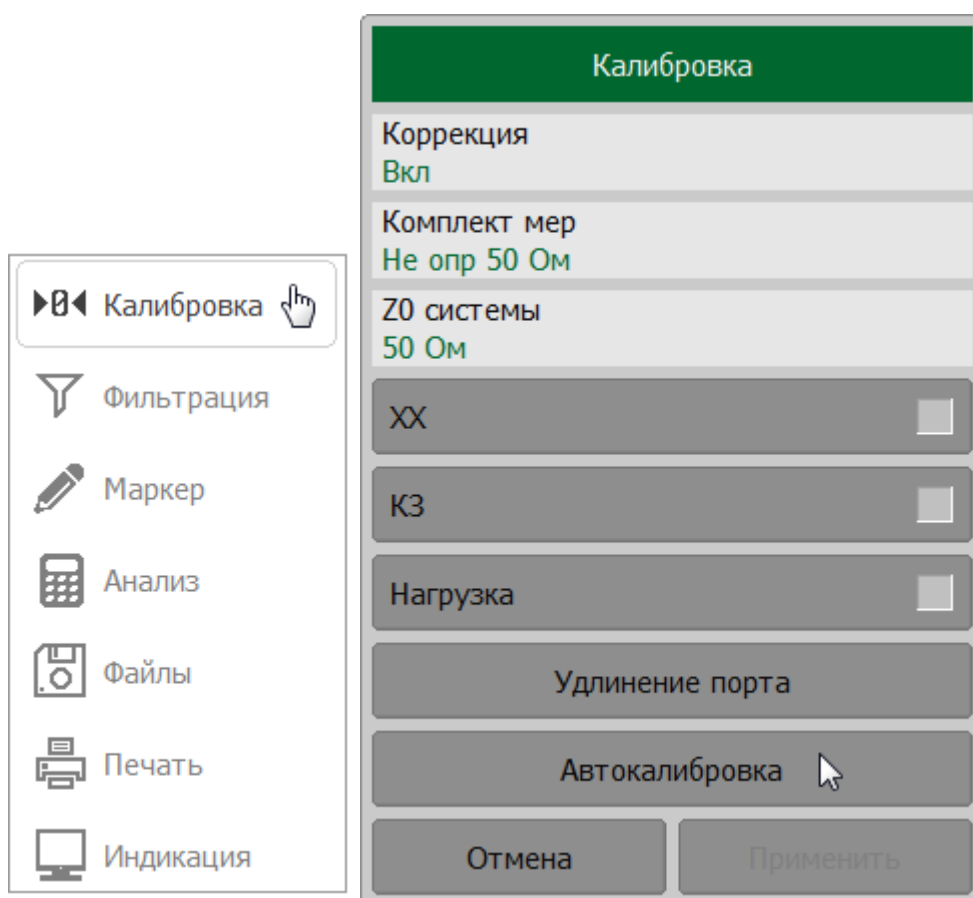 Калибровка
Фильтрация
Маркер
Анализ
Файлы
Печать
Индикация
Калибровка
Коррекция
Вкл
Комплект мер
Не опр 50 Ом
Z0 системы
50 Ом
ХХ
КЗ
Нагрузка
Удлинение порта
Автокалибровка
Отмена
Применить